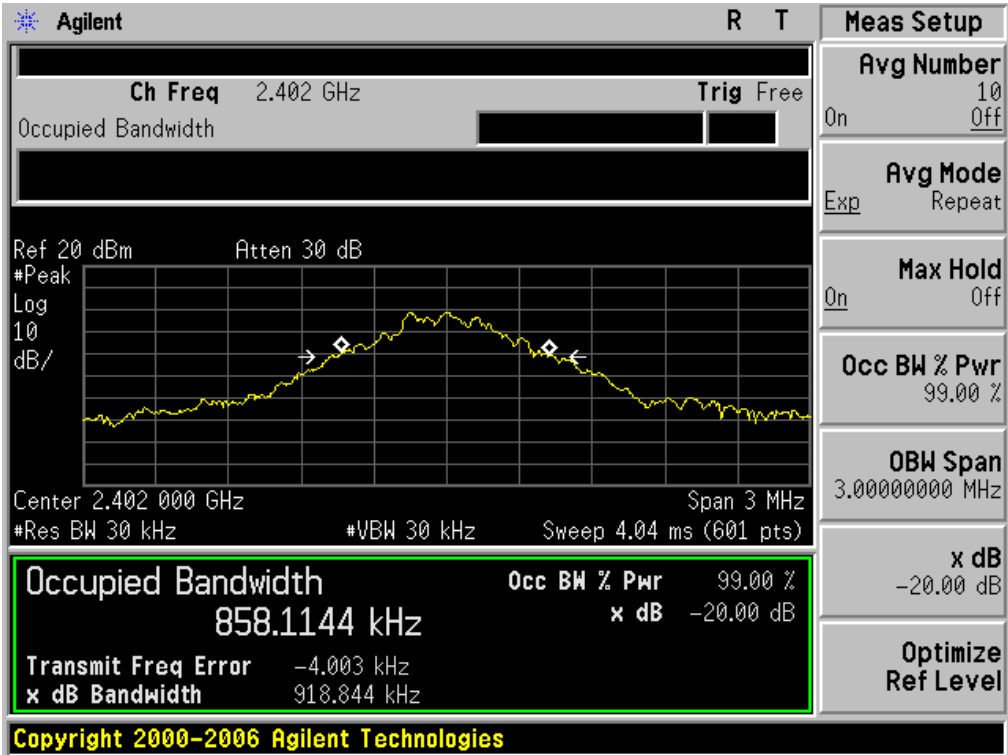 Agilent R T
Ch Freq 2.402 GHz Trig Free
Occupied Bandwidth
Ref 20 dBm Atten 30 dB
#Peak
Log
10
dB/
Center 2.402 000 GHz Span 3 MHz
#Res BW 30 kHz #VBW 30 kHz Sweep 4.04 ms (601 pts)
Occupied Bandwidth Occ BW % Pwr 99.00 %
858.1144 kHz x dB -20.00 dB
Transmit Freq Error -4.003 kHz
x dB Bandwidth 918.844 kHz
Copyright 2000-2006 Agilent Technologies
Meas Setup
Avg Number
10
On Off
Avg Mode
Exp Repeat
Max Hold
On Off
Occ BW % Pwr
99.00 %
OBW Span
3.00000000 MHz
x dB
-20.00 dB
Optimize
Ref Level